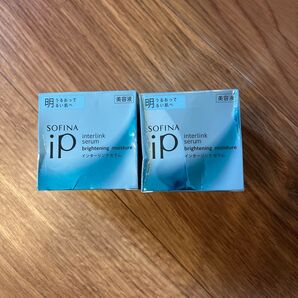 明 うるおって
るい肌へ
美容液
SOFINA
iP
interlink
serum
brightening moisture
インターリンクセラム
明 うるおって
るい肌へ
美容液
SOFINA
iP
interlink
serum
brightening moisture
インターリンクセラム